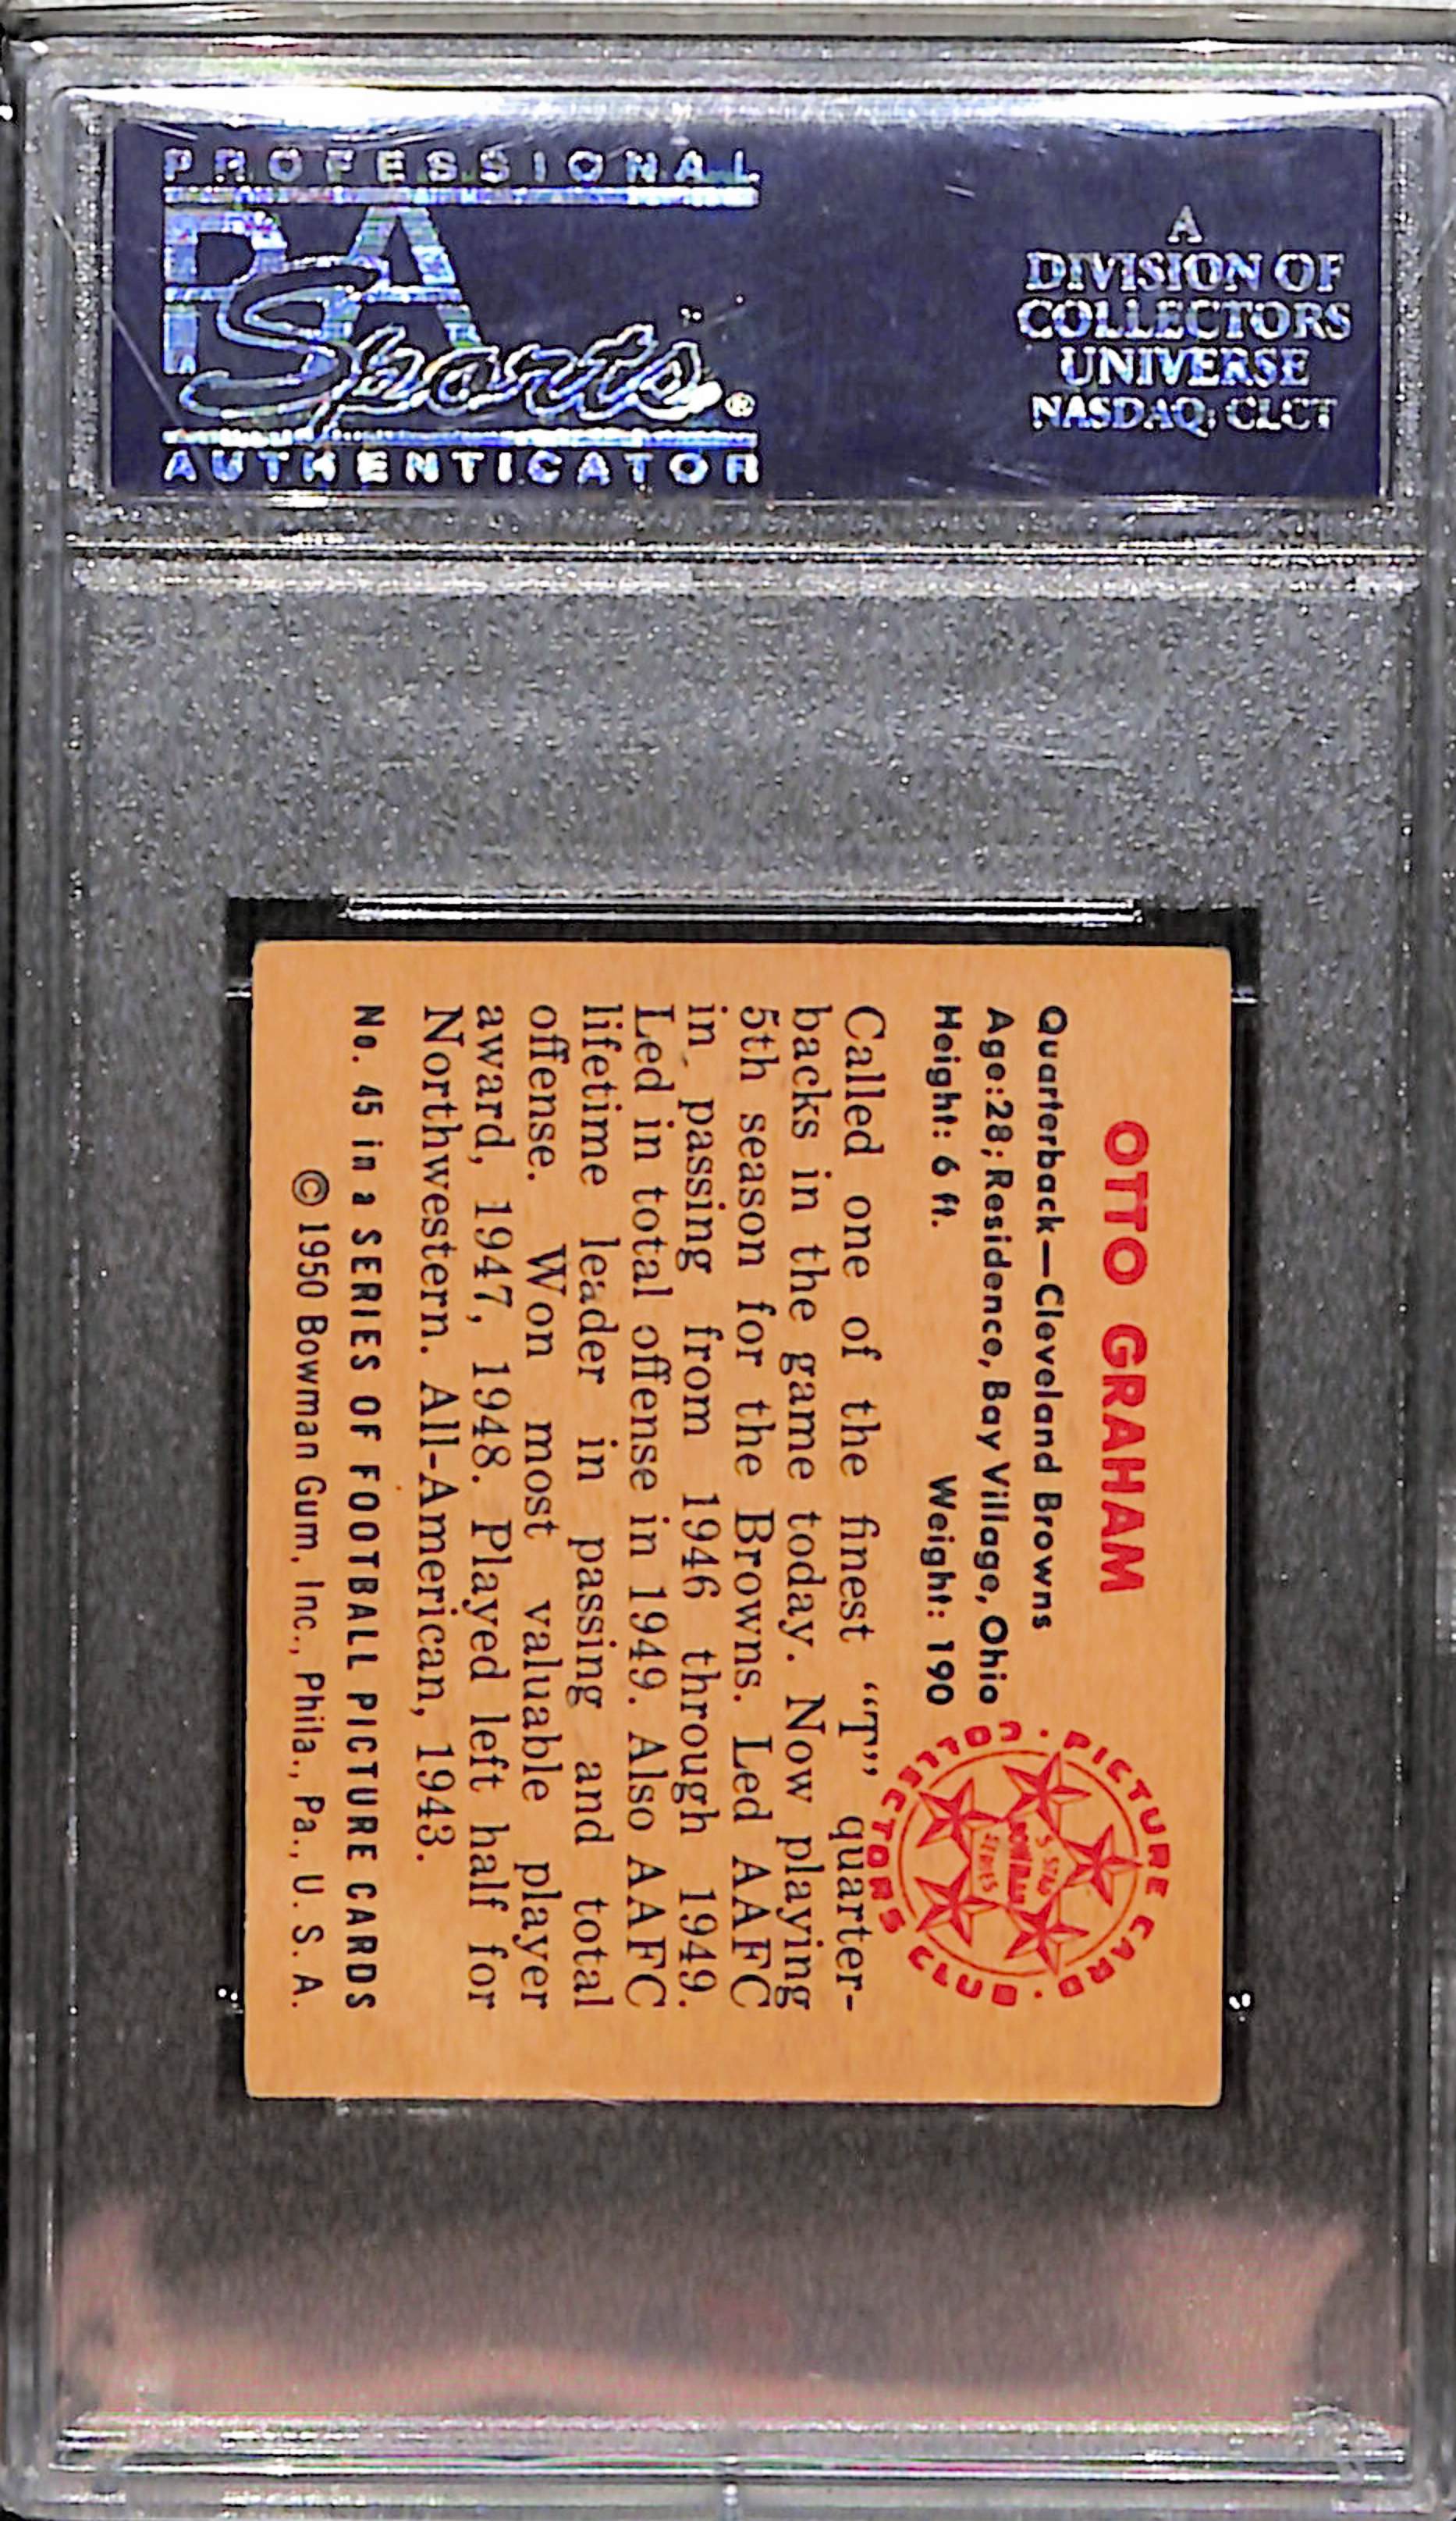 PROFESSIONAL
PSA
Sports®
AUTHENTICATOR
A
DIVISION OF
COLLECTORS
UNIVERSE
NASDAQ: CLCT
OTTO GRAHAM
Quarterback—Cleveland Browns
Age:28; Residence, Bay Village, Ohio
Height: 6 ft. Weight: 190
PICTURE CARD · COLLECTORS CLUB ·
5 STAR
BOWMAN
SERIES
Called one of the finest “T” quarter-
backs in the game today. Now playing
5th season for the Browns. Led AAFC
in passing from 1946 through 1949.
Led in total offense in 1949. Also AAFC
lifetime leader in passing and total
offense. Won most valuable player
award, 1947, 1948. Played left half for
Northwestern. All-American, 1943.
No. 45 in a SERIES OF FOOTBALL PICTURE CARDS
© 1950 Bowman Gum, Inc., Phila., Pa., U. S. A.